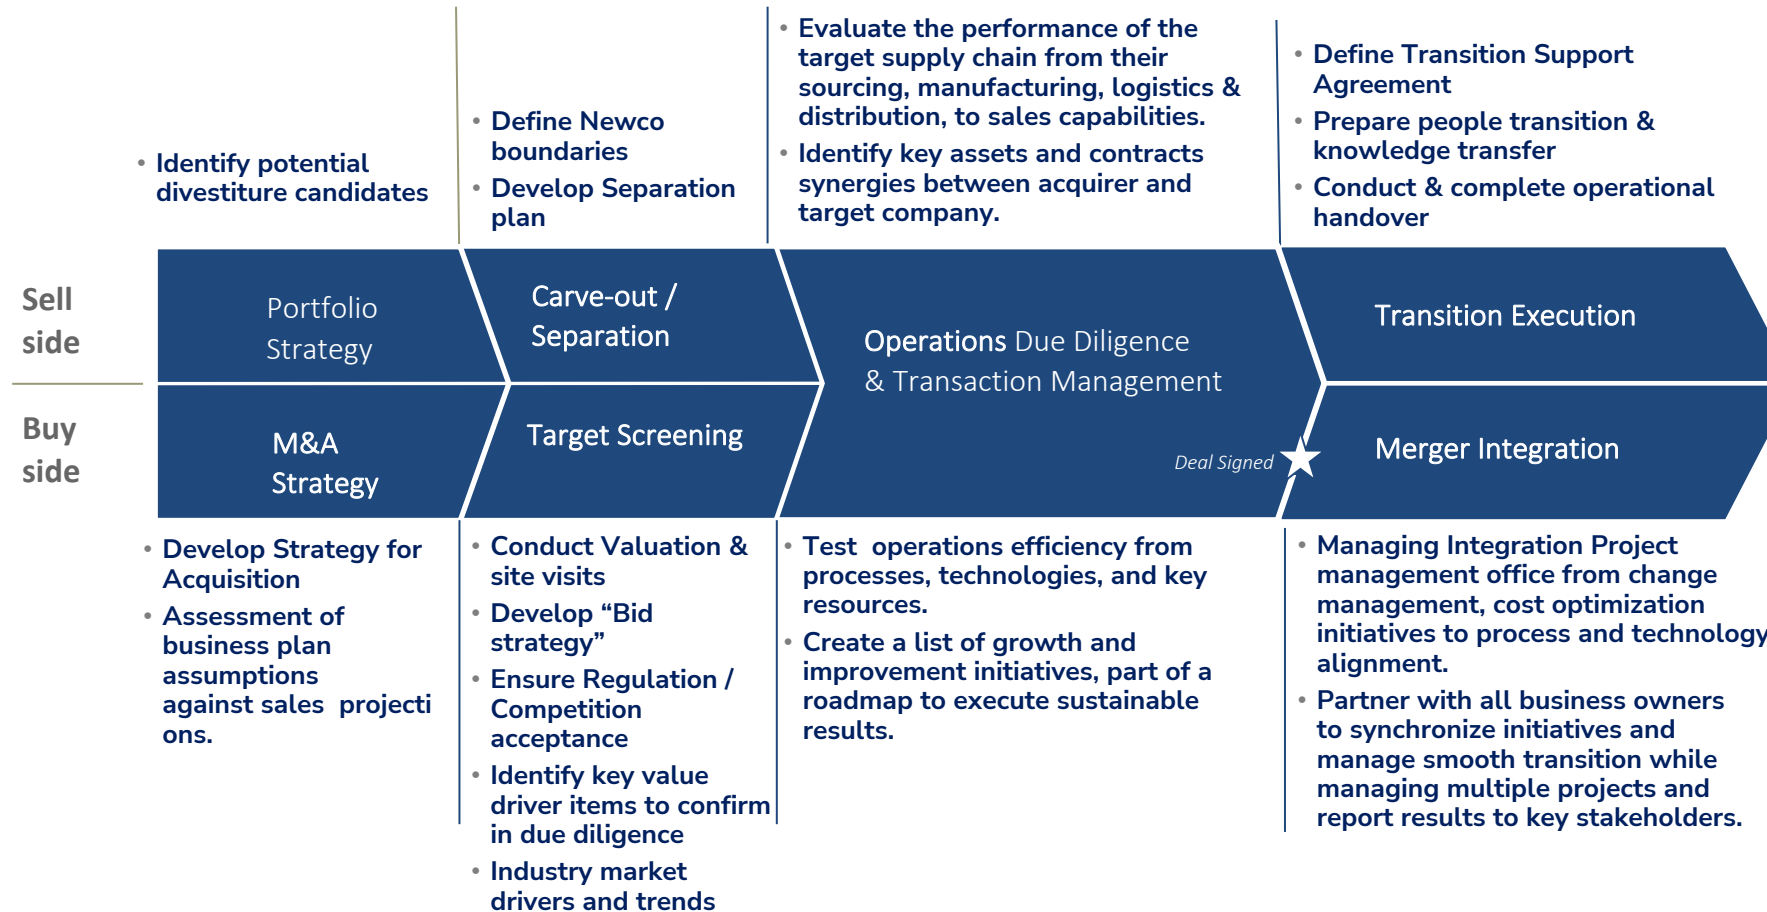 • Identify potential
divestiture candidates
• Define Newco
boundaries
• Develop Separation
plan
• Evaluate the performance of the
target supply chain from their
sourcing, manufacturing, logistics &
distribution, to sales capabilities.
• Identify key assets and contracts
synergies between acquirer and
target company.
• Define Transition Support
Agreement
• Prepare people transition &
knowledge transfer
• Conduct & complete operational
handover
Sell
side
Portfolio
Strategy
Carve-out /
Separation
Operations Due Diligence
& Transaction Management
Transition Execution
Buy
side
M&A
Strategy
Target Screening
Deal Signed
Merger Integration
• Develop Strategy for
Acquisition
• Assessment of
business plan
assumptions
against sales projecti
ons.
• Conduct Valuation &
site visits
• Develop “Bid
strategy”
• Ensure Regulation /
Competition
acceptance
• Identify key value
driver items to confirm
in due diligence
• Industry market
drivers and trends
• Test operations efficiency from
processes, technologies, and key
resources.
• Create a list of growth and
improvement initiatives, part of a
roadmap to execute sustainable
results.
• Managing Integration Project
management office from change
management, cost optimization
initiatives to process and technology
alignment.
• Partner with all business owners
to synchronize initiatives and
manage smooth transition while
managing multiple projects and
report results to key stakeholders.